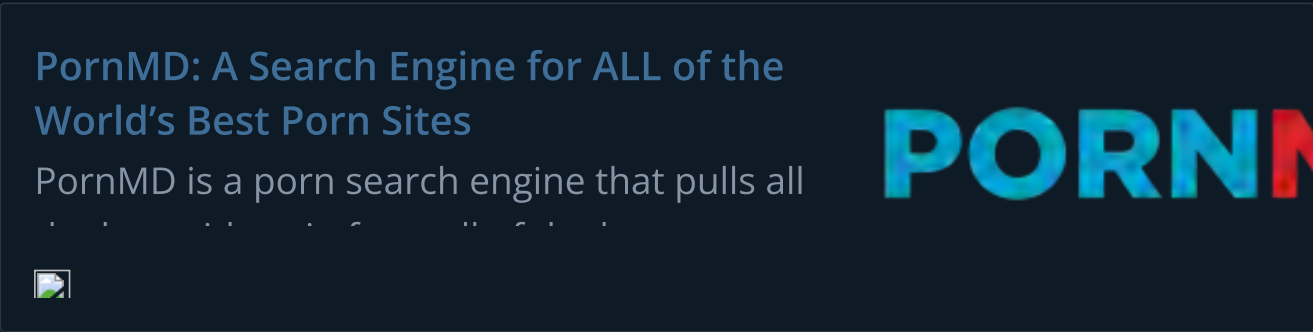 PornMD: A Search Engine for ALL of the
World’s Best Porn Sites
PornMD is a porn search engine that pulls all
PORN